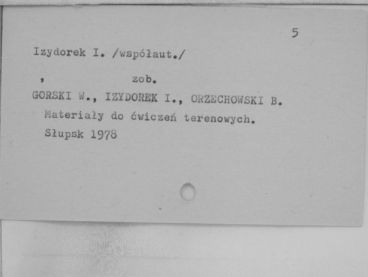 5
Izydorek I. /współaut./
, zob.
GORSKI W., IZYDOREK I., ORZECHOWSKI B.
Materiały do ćwiczeń terenowych.
Słupsk 1978